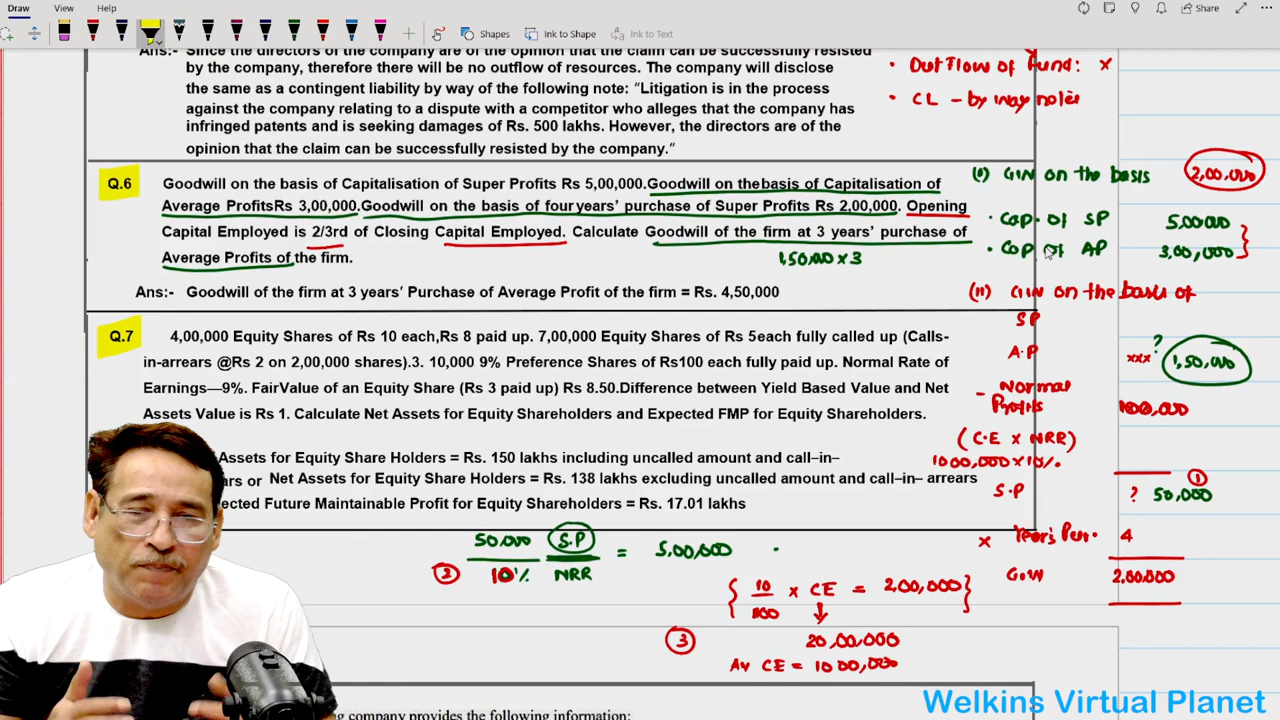 Draw View Help
Shapes Ink to Shape Ink to Text Share
Ans:- Since the directors of the company are of the opinion that the claim can be successfully resisted
by the company, therefore there will be no outflow of resources. The company will disclose
the same as a contingent liability by way of the following note: "Litigation is in the process
against the company relating to a dispute with a competitor who alleges that the company has
infringed patents and is seeking damages of Rs. 500 lakhs. However, the directors are of the
opinion that the claim can be successfully resisted by the company."
• Outflow of Fund: x
• CL - by way notes
Q.6 Goodwill on the basis of Capitalisation of Super Profits Rs 5,00,000.Goodwill on thebasis of Capitalisation of
Average ProfitsRs 3,00,000.Goodwill on the basis of fouryears' purchase of Super Profits Rs 2,00,000. Opening
Capital Employed is 2/3rd of Closing Capital Employed. Calculate Goodwill of the firm at 3 years' purchase of
Average Profits of the firm.
1,50,000 x 3
Ans:- Goodwill of the firm at 3 years' Purchase of Average Profit of the firm = Rs. 4,50,000
Q.7 4,00,000 Equity Shares of Rs 10 each,Rs 8 paid up. 7,00,000 Equity Shares of Rs 5each fully called up (Calls-
in-arrears @Rs 2 on 2,00,000 shares).3. 10,000 9% Preference Shares of Rs100 each fully paid up. Normal Rate of
Earnings—9%. FairValue of an Equity Share (Rs 3 paid up) Rs 8.50.Difference between Yield Based Value and Net
Assets Value is Rs 1. Calculate Net Assets for Equity Shareholders and Expected FMP for Equity Shareholders.
Assets for Equity Share Holders = Rs. 150 lakhs including uncalled amount and call–in–
or Net Assets for Equity Share Holders = Rs. 138 lakhs excluding uncalled amount and call–in– arrears
Future Maintainable Profit for Equity Shareholders = Rs. 17.01 lakhs
(i) G/W on the basis 2,00,000
• Cap. of SP 5,00,000
• Cap of AP 3,00,000
(ii) G/W on the basis of
SP
A.P xxx ? 1,50,000
- Normal
Profits 100,000
(C.E x NRR)
1000,000 x 10%
S.P ? 50,000 ①
x Year's Pur. 4
G/W 2,00,000
50,000 S.P = 5,00,000
② 10% NRR
{ 10 x CE = 2,00,000 }
100
③ 20,00,000
Av CE = 1000,000
Welkins Virtual Planet
company provides the following information: